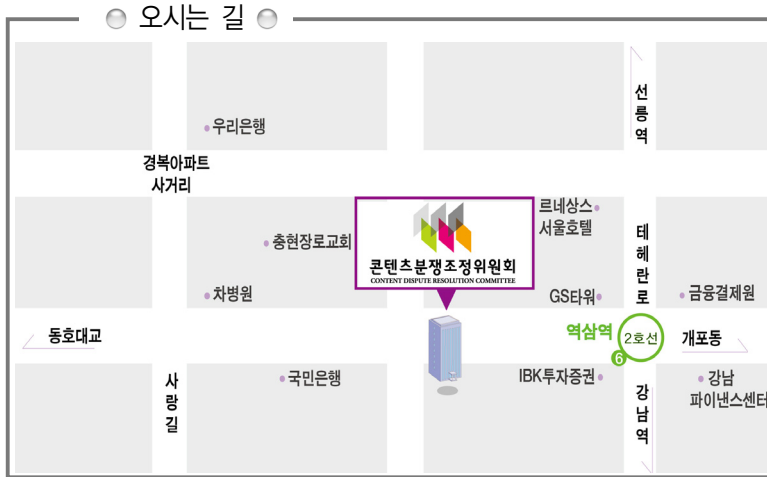 오시는 길
선릉역
우리은행
경복아파트
사거리
르네상스
서울호텔
테헤란로
충현장로교회
콘텐츠분쟁조정위원회
CONTENT DISPUTE RESOLUTION COMMITTEE
차병원
GS타워
금융결제원
동호대교
역삼역
2호선
개포동
6
사랑길
국민은행
IBK투자증권
강남역
강남
파이낸스센터